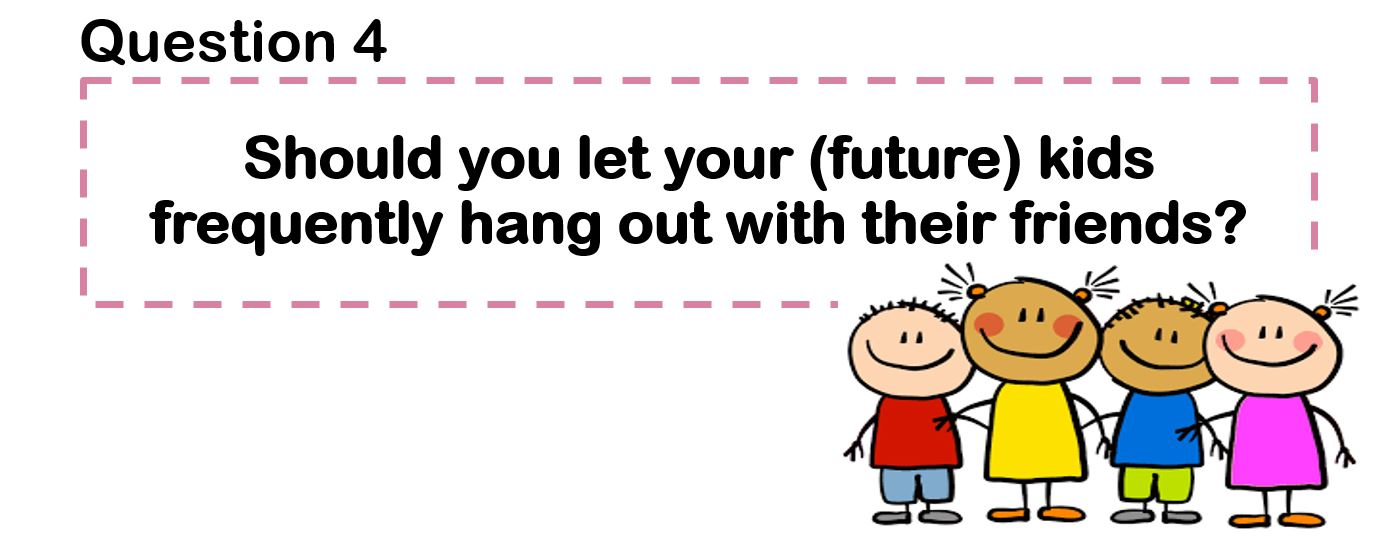 Question 4
Should you let your (future) kids
frequently hang out with their friends?